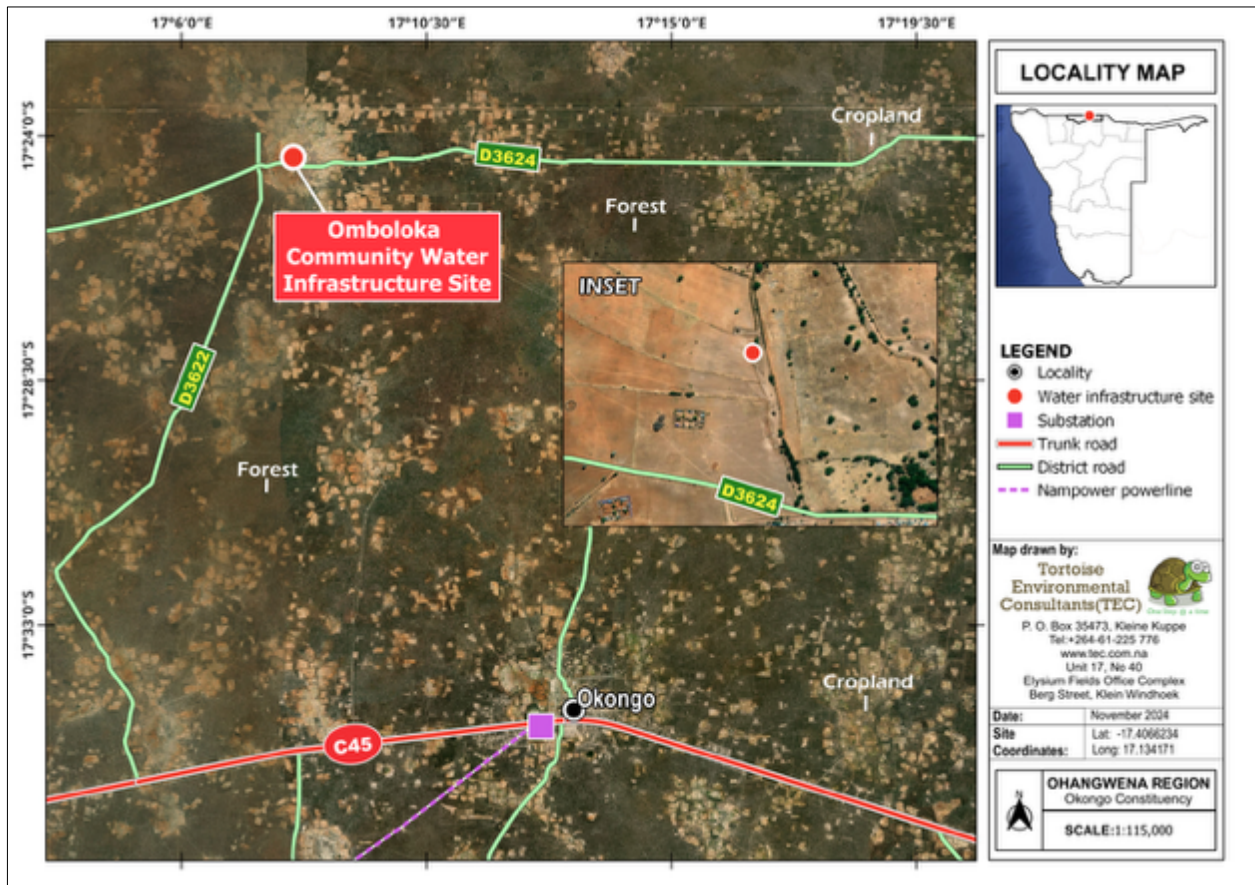 17°6'0"E
17°10'30"E
17°15'0"E
17°19'30"E
17°24'0"S
17°28'30"S
17°33'0"S
Cropland
D3624
Forest
Omboloka
Community Water
Infrastructure Site
INSET
D3624
D3622
Forest
Okongo
Cropland
C45
LOCALITY MAP
LEGEND
Locality
Water infrastructure site
Substation
Trunk road
District road
Nampower powerline
Map drawn by:
Tortoise
Environmental
Consultants(TEC)
One step @ a time
P. O. Box 35473, Kleine Kuppe
Tel:+264-61-225 776
www.tec.com.na
Unit 17, No 40
Elysium Fields Office Complex
Berg Street, Klein Windhoek
Date: November 2024
Site Lat: -17.4066234
Coordinates: Long: 17.134171
N
OHANGWENA REGION
Okongo Constituency
SCALE:1:115,000